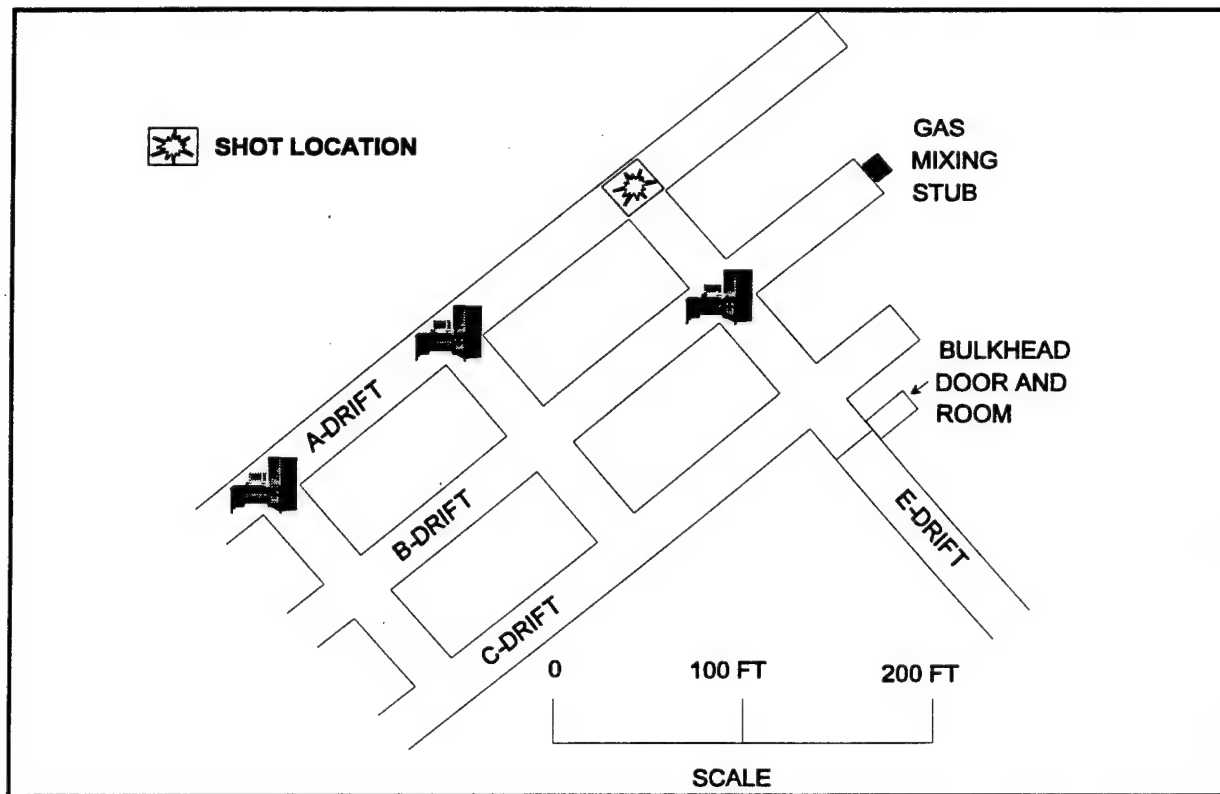 SHOT LOCATION
GAS
MIXING
STUB
BULKHEAD
DOOR AND
ROOM
A-DRIFT
B-DRIFT
C-DRIFT
E-DRIFT
0 100 FT 200 FT
SCALE